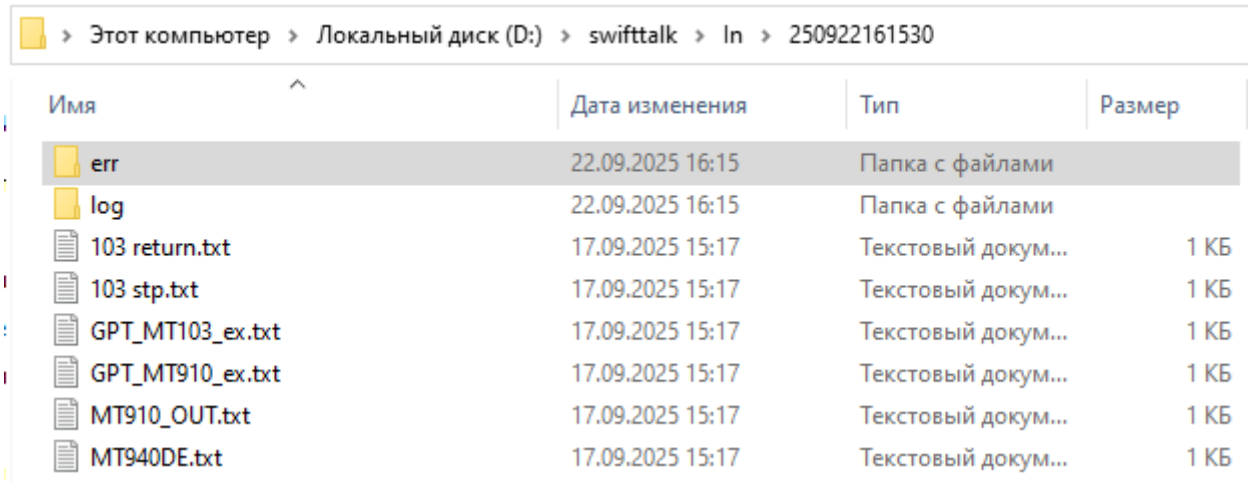 Этот компьютер > Локальный диск (D:) > swifttalk > In > 250922161530
Имя Дата изменения Тип Размер
err 22.09.2025 16:15 Папка с файлами
log 22.09.2025 16:15 Папка с файлами
103 return.txt 17.09.2025 15:17 Текстовый докум... 1 КБ
103 stp.txt 17.09.2025 15:17 Текстовый докум... 1 КБ
GPT_MT103_ex.txt 17.09.2025 15:17 Текстовый докум... 1 КБ
GPT_MT910_ex.txt 17.09.2025 15:17 Текстовый докум... 1 КБ
MT910_OUT.txt 17.09.2025 15:17 Текстовый докум... 1 КБ
MT940DE.txt 17.09.2025 15:17 Текстовый докум... 1 КБ